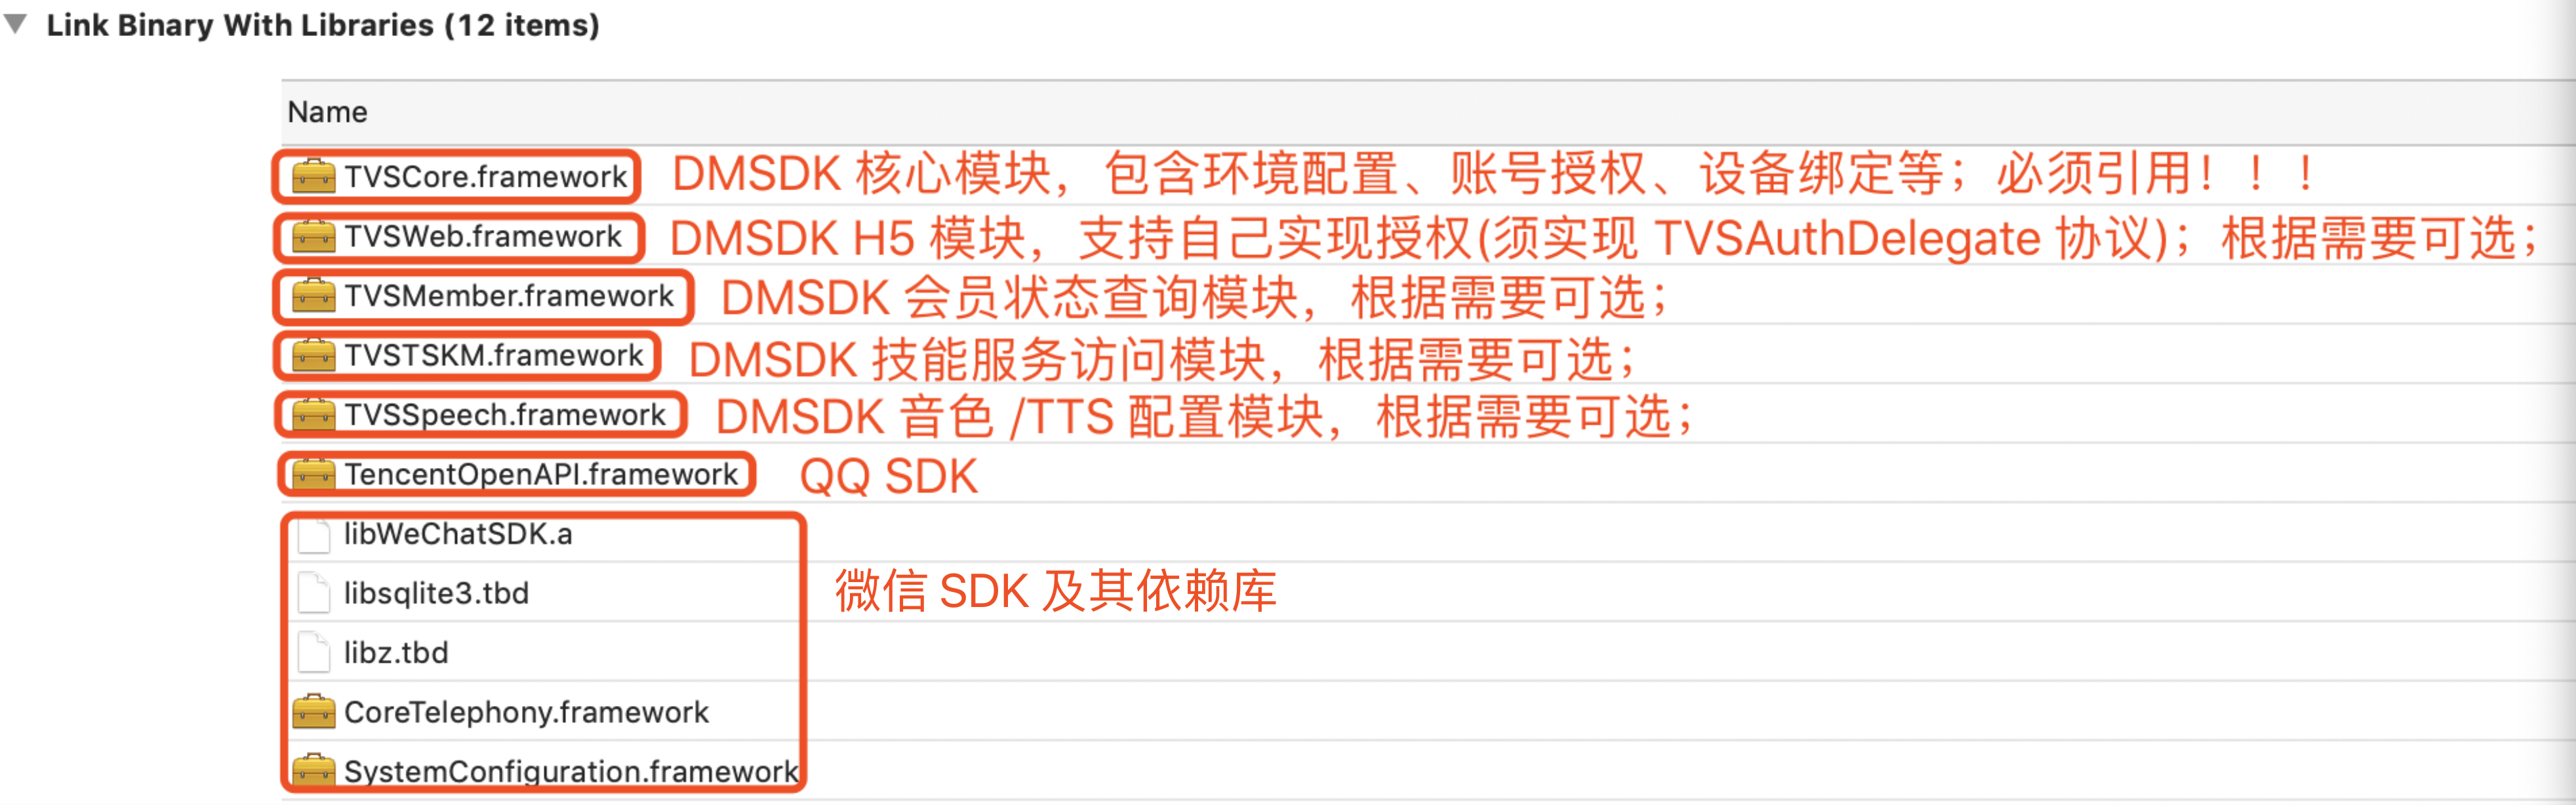 Link Binary With Libraries (12 items)
Name
TVSCore.framework DMSDK 核心模块，包含环境配置、账号授权、设备绑定等；必须引用！！！
TVSWeb.framework DMSDK H5 模块，支持自己实现授权(须实现 TVSAuthDelegate 协议)；根据需要可选；
TVSMember.framework DMSDK 会员状态查询模块，根据需要可选；
TVSTSKM.framework DMSDK 技能服务访问模块，根据需要可选；
TVSSpeech.framework DMSDK 音色 /TTS 配置模块，根据需要可选；
TencentOpenAPI.framework QQ SDK
libWeChatSDK.a
libsqlite3.tbd 微信 SDK 及其依赖库
libz.tbd
CoreTelephony.framework
SystemConfiguration.framework